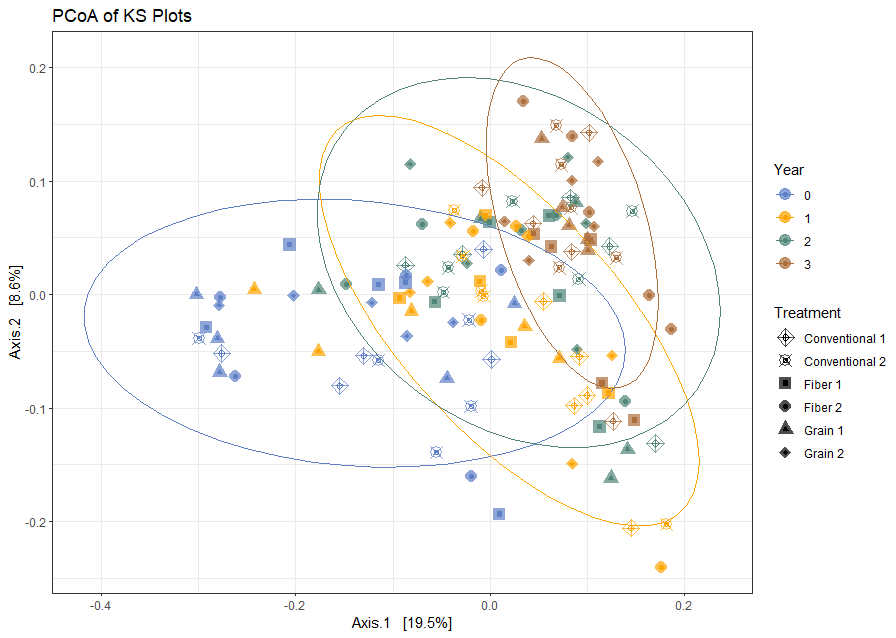 PCoA of KS Plots
Axis.2 [8.6%]
0.2
0.1
0.0
-0.1
-0.2
-0.4
-0.2
0.0
0.2
Axis.1 [19.5%]
Year
0
1
2
3
Treatment
Conventional 1
Conventional 2
Fiber 1
Fiber 2
Grain 1
Grain 2